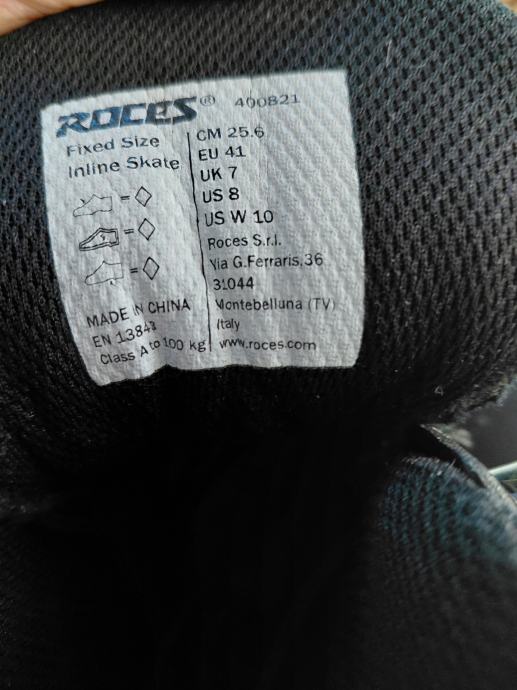 ROCES® 400821
Fixed Size
Inline Skate
= ◇
= ◇
= ◇
MADE IN CHINA
EN 13843
Class A to 100 kg
CM 25.6
EU 41
UK 7
US 8
US W 10
Roces S.r.l.
Via G.Ferraris,36
31044
Montebelluna (TV)
Italy
www.roces.com